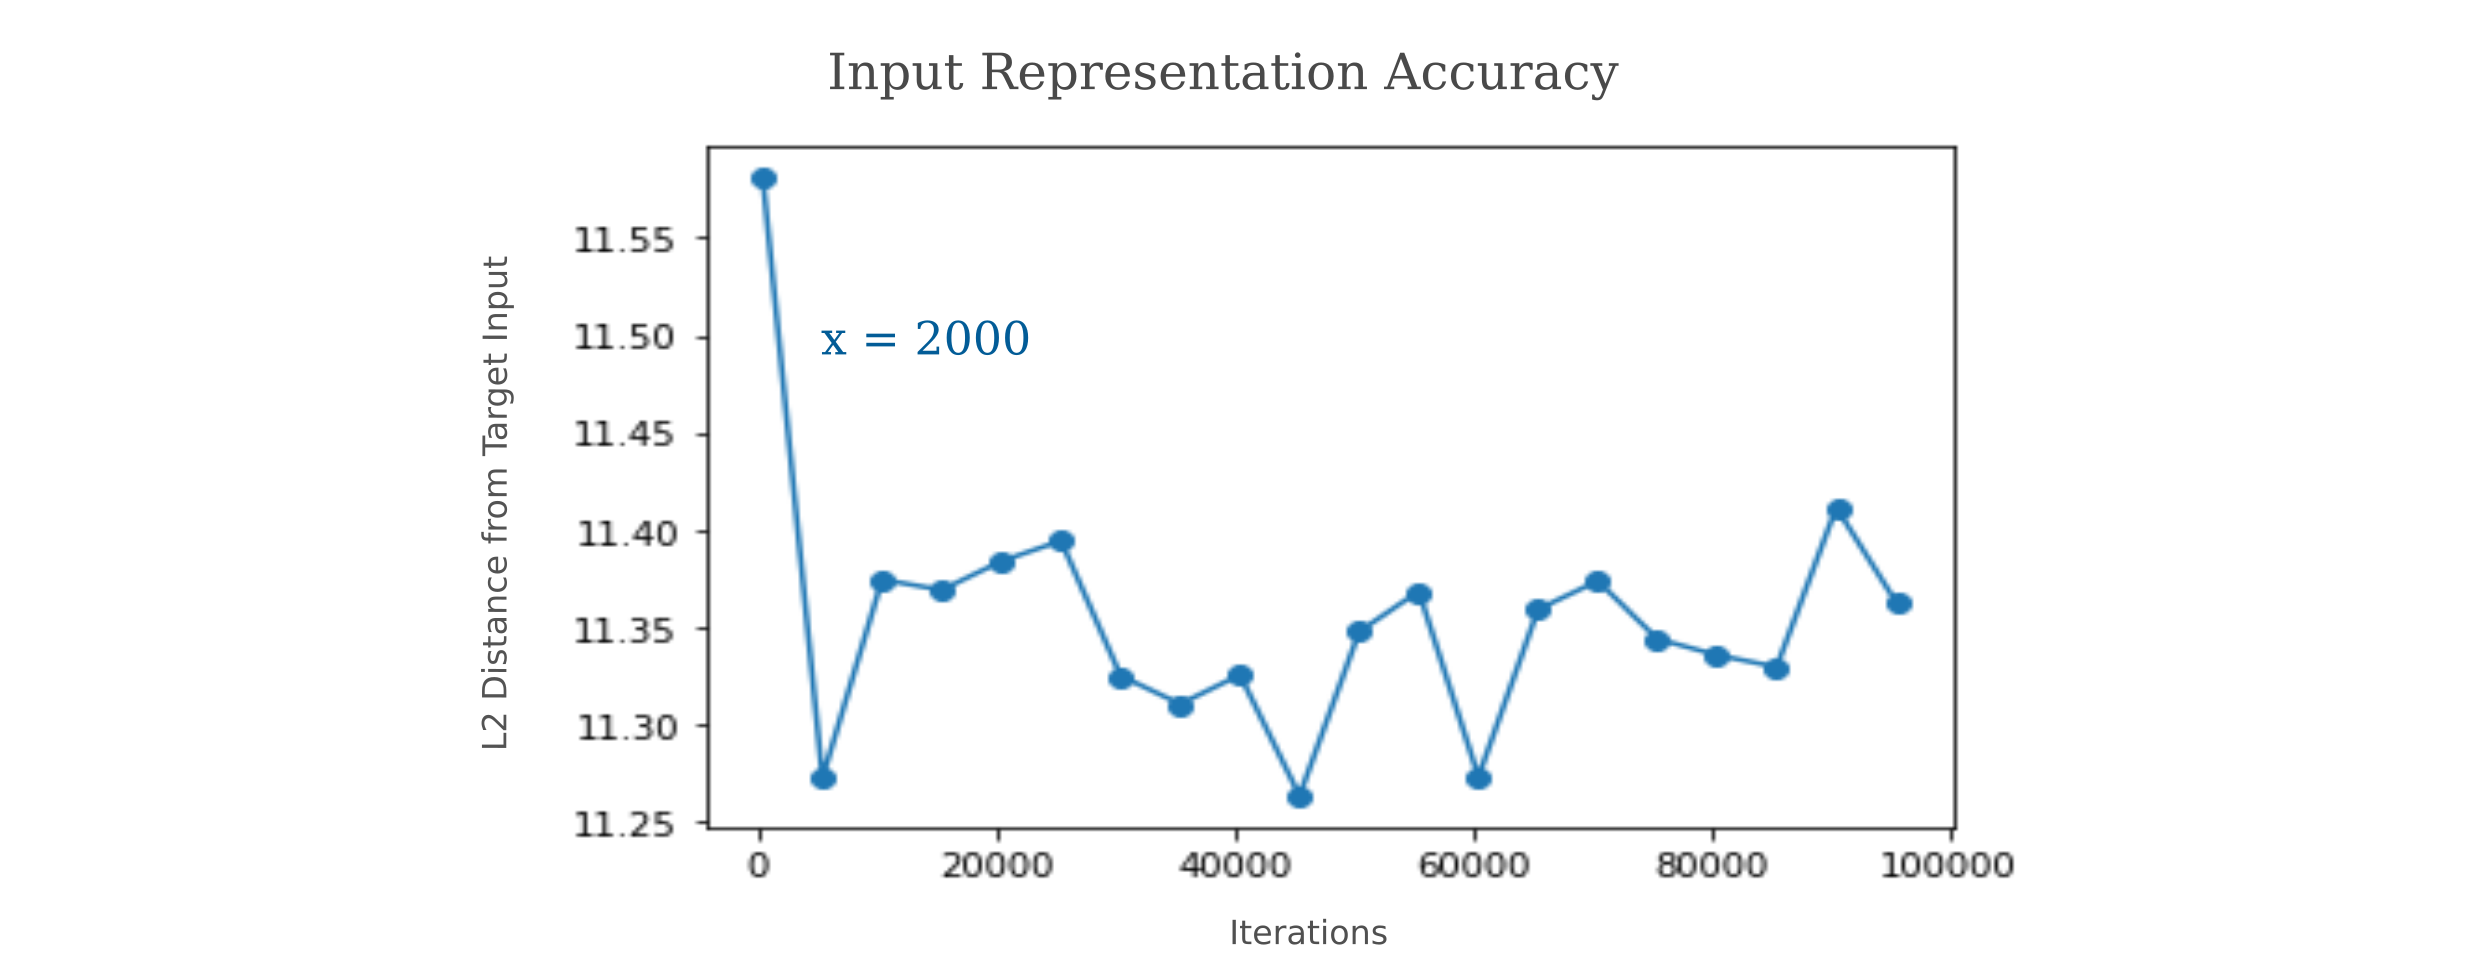 Input Representation Accuracy
11.55
x = 2000
11.50
11.45
11.40
11.35
11.30
11.25
L2 Distance from Target Input
0 20000 40000 60000 80000 100000
Iterations